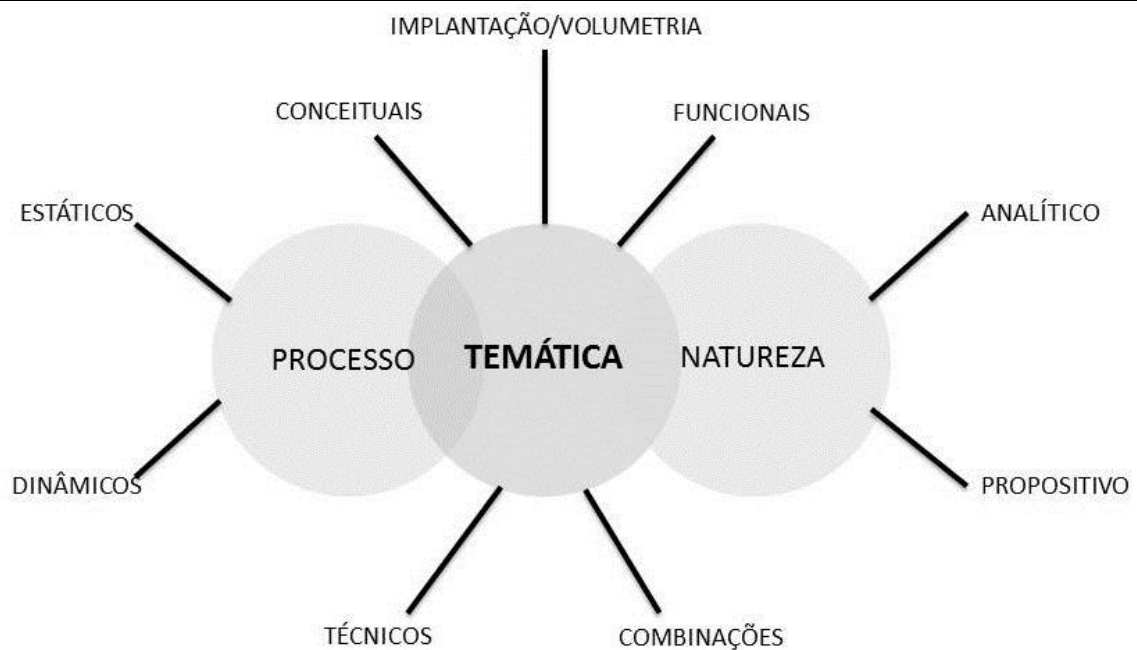 IMPLANTAÇÃO/VOLUMETRIA
CONCEITUAIS
FUNCIONAIS
ESTÁTICOS
ANALÍTICO
PROCESSO
TEMÁTICA
NATUREZA
DINÂMICOS
PROPOSITIVO
TÉCNICOS
COMBINAÇÕES